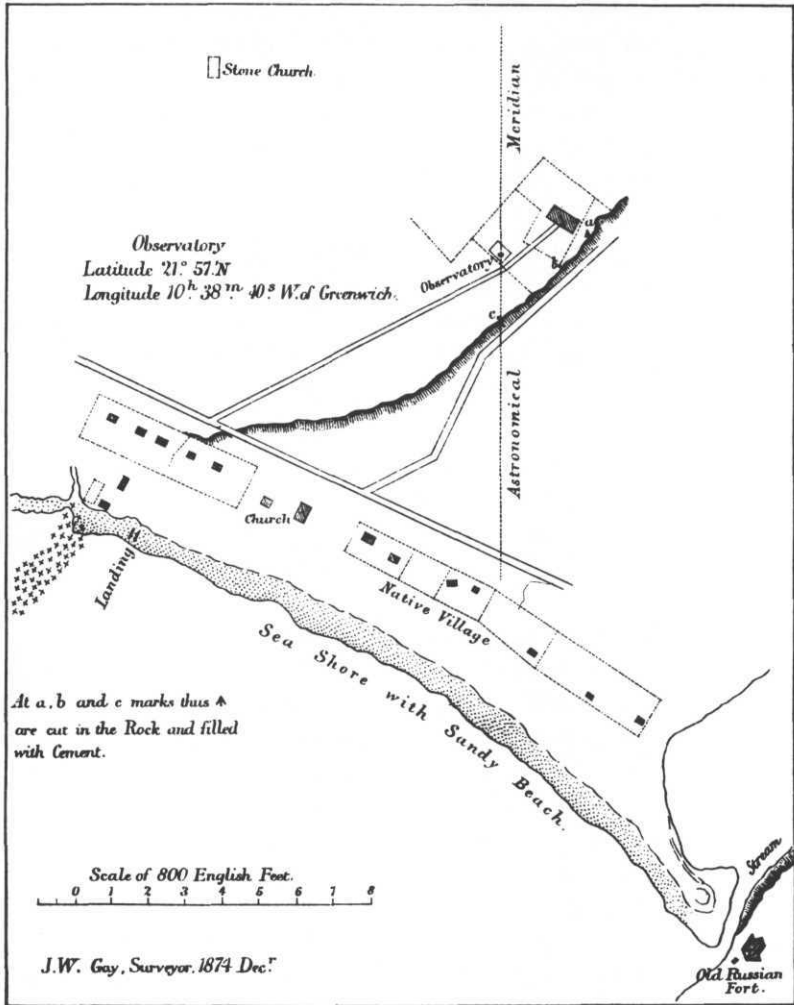 Stone Church.
Meridian
Observatory
Latitude 21° 57' N
Longitude 10h 38m 40s W. of Greenwich.
Observatory
a
b
c
Astronomical
Church
Landing
Native Village
Sea Shore with Sandy Beach.
At a, b and c marks thus ↑
are cut in the Rock and filled
with Cement.
Scale of 800 English Feet.
0 1 2 3 4 5 6 7 8
Stream
J.W. Gay, Surveyor. 1874 Decr.
Old Russian
Fort.